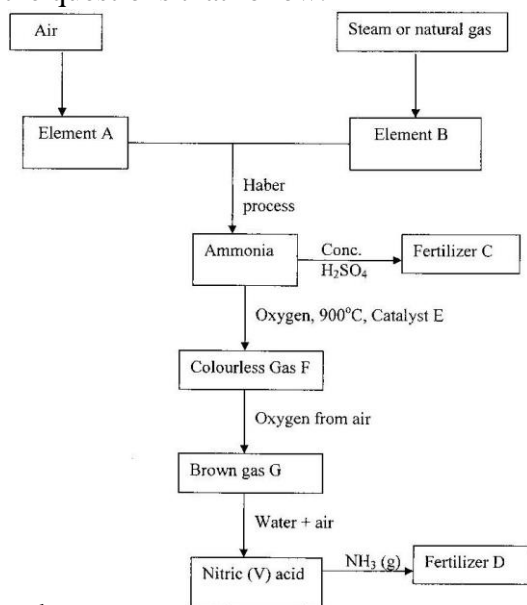 Air
Steam or natural gas
Element A
Element B
Haber
process
Ammonia
Conc.
H₂SO₄
Fertilizer C
Oxygen, 900°C, Catalyst E
Colourless Gas F
Oxygen from air
Brown gas G
Water + air
Nitric (V) acid
NH₃ (g)
Fertilizer D